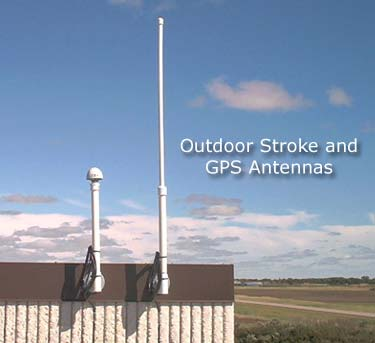 Outdoor Stroke and
GPS Antennas